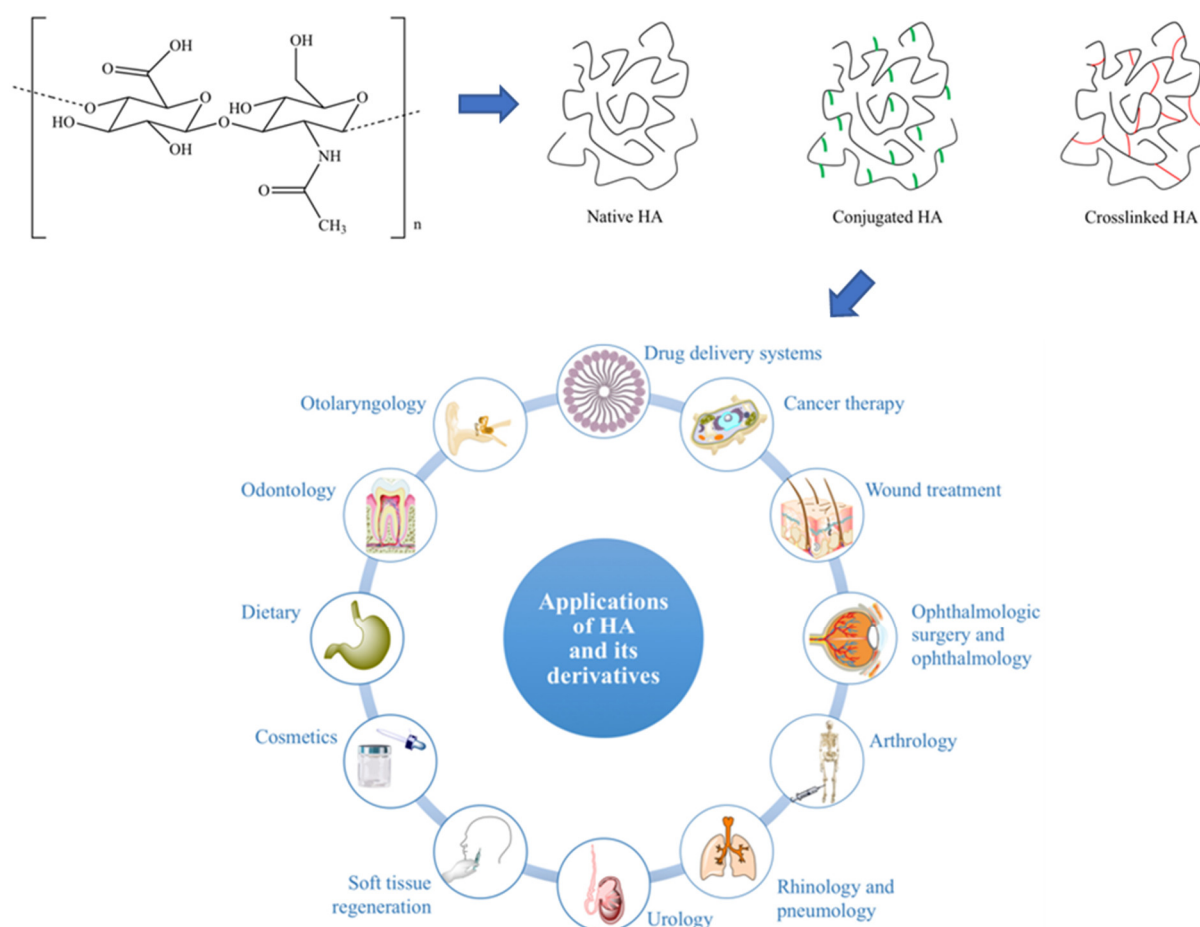 OH
OH
O
O
O
HO
O
HO
O
OH
NH
O
CH3
n
Native HA
Conjugated HA
Crosslinked HA
Drug delivery systems
Otolaryngology
Cancer therapy
Odontology
Wound treatment
Applications
of HA
and its
derivatives
Dietary
Ophthalmologic
surgery and
ophthalmology
Cosmetics
Arthrology
Soft tissue
regeneration
Urology
Rhinology and
pneumology